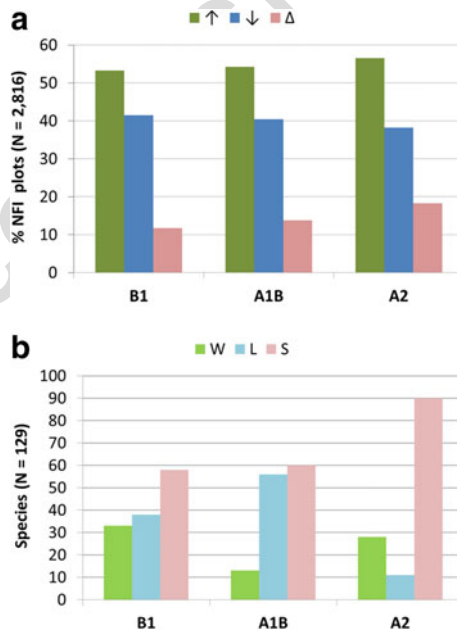 a
↑ ↓ Δ
% NFI plots (N = 2,816)
60
50
40
30
20
10
0
B1 A1B A2
b
W L S
Species (N = 129)
100
90
80
70
60
50
40
30
20
10
0
B1 A1B A2